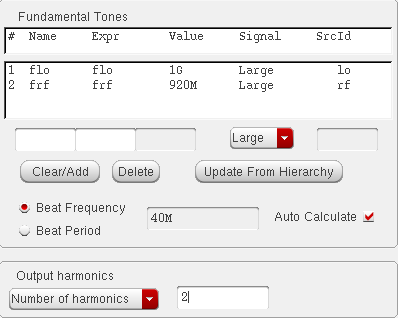 Fundamental Tones
# Name Expr Value Signal SrcId
1 flo flo 1G Large lo
2 frf frf 920M Large rf
Large
Clear/Add Delete Update From Hierarchy
Beat Frequency 40M Auto Calculate
Beat Period
Output harmonics
Number of harmonics 2